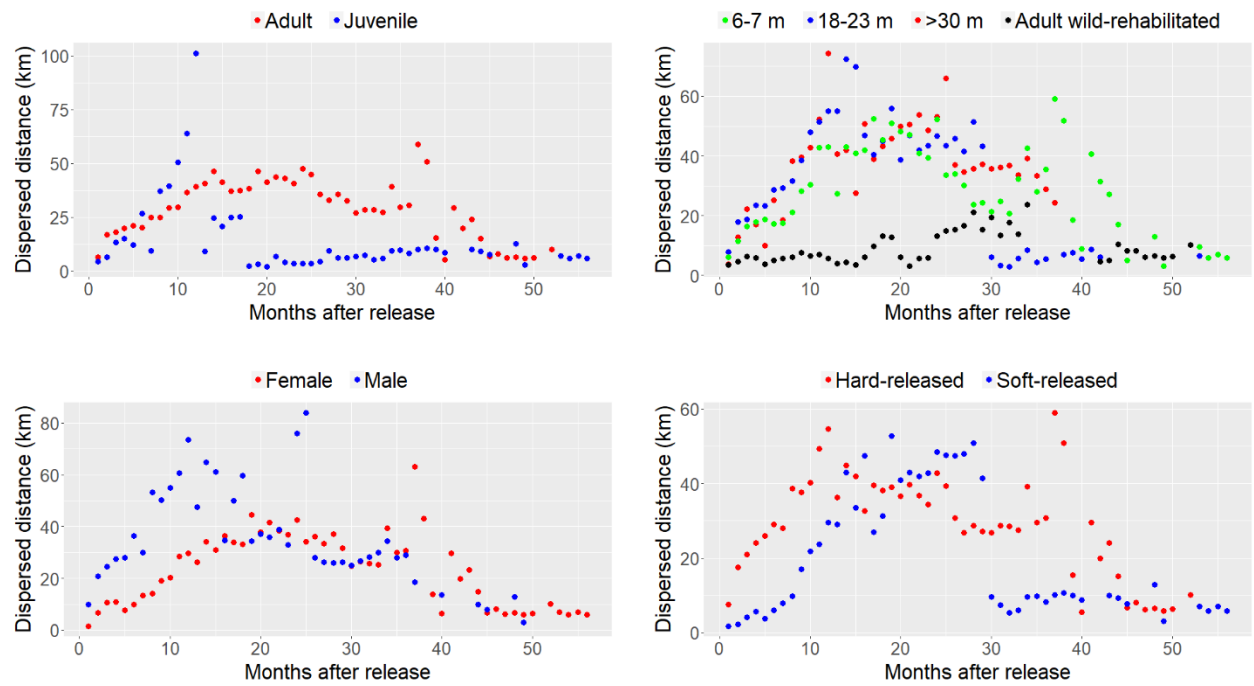 Adult Juvenile
Dispersed distance (km)
100
75
50
25
0
0 10 20 30 40 50
Months after release
6-7 m 18-23 m >30 m Adult wild-rehabilitated
Dispersed distance (km)
60
40
20
0
0 10 20 30 40 50
Months after release
Female Male
Dispersed distance (km)
80
60
40
20
0
0 10 20 30 40 50
Months after release
Hard-released Soft-released
Dispersed distance (km)
60
40
20
0
0 10 20 30 40 50
Months after release